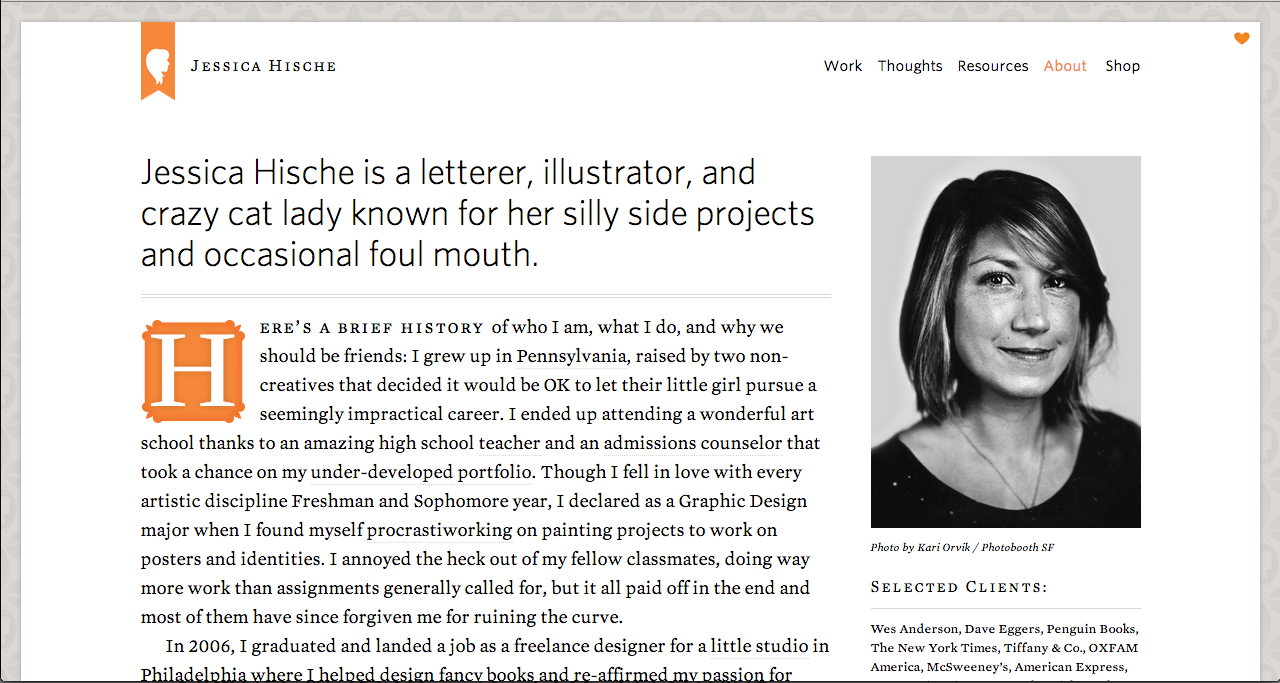 Jessica Hische
Work Thoughts Resources About Shop
Jessica Hische is a letterer, illustrator, and
crazy cat lady known for her silly side projects
and occasional foul mouth.
HERE’S A BRIEF HISTORY of who I am, what I do, and why we
should be friends: I grew up in Pennsylvania, raised by two non-
creatives that decided it would be OK to let their little girl pursue a
seemingly impractical career. I ended up attending a wonderful art
school thanks to an amazing high school teacher and an admissions counselor that
took a chance on my under-developed portfolio. Though I fell in love with every
artistic discipline Freshman and Sophomore year, I declared as a Graphic Design
major when I found myself procrastiworking on painting projects to work on
posters and identities. I annoyed the heck out of my fellow classmates, doing way
more work than assignments generally called for, but it all paid off in the end and
most of them have since forgiven me for ruining the curve.
In 2006, I graduated and landed a job as a freelance designer for a little studio in
Philadelphia where I helped design fancy books and re-affirmed my passion for
Photo by Kari Orvik / Photobooth SF
Selected Clients:
Wes Anderson, Dave Eggers, Penguin Books,
The New York Times, Tiffany & Co., OXFAM
America, McSweeney’s, American Express,